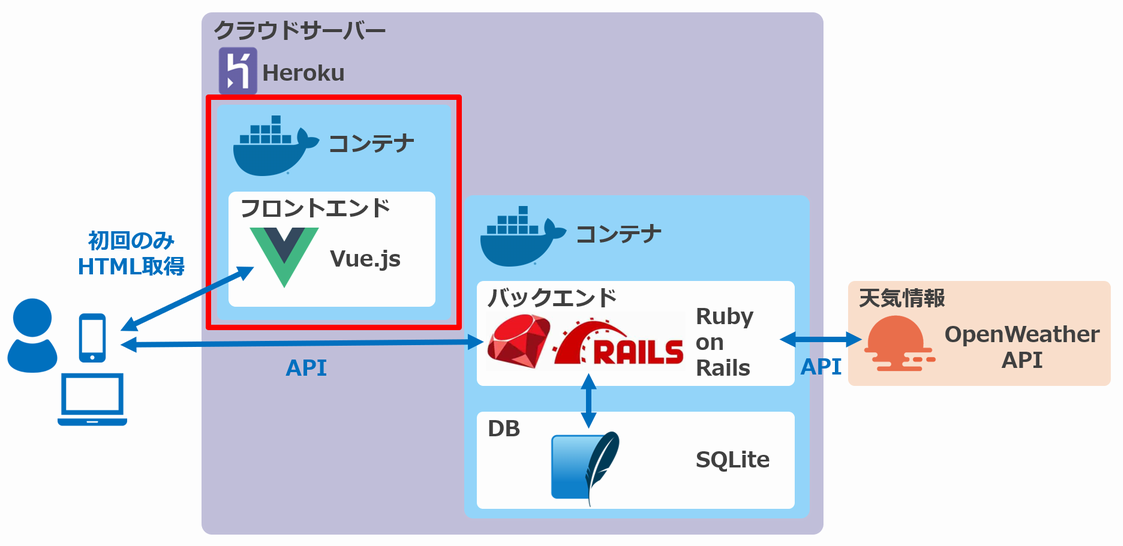 クラウドサーバー
Heroku
コンテナ
フロントエンド
Vue.js
初回のみ
HTML取得
コンテナ
バックエンド
RAILS
Ruby
on
Rails
API
API
天気情報
OpenWeather
API
DB
SQLite